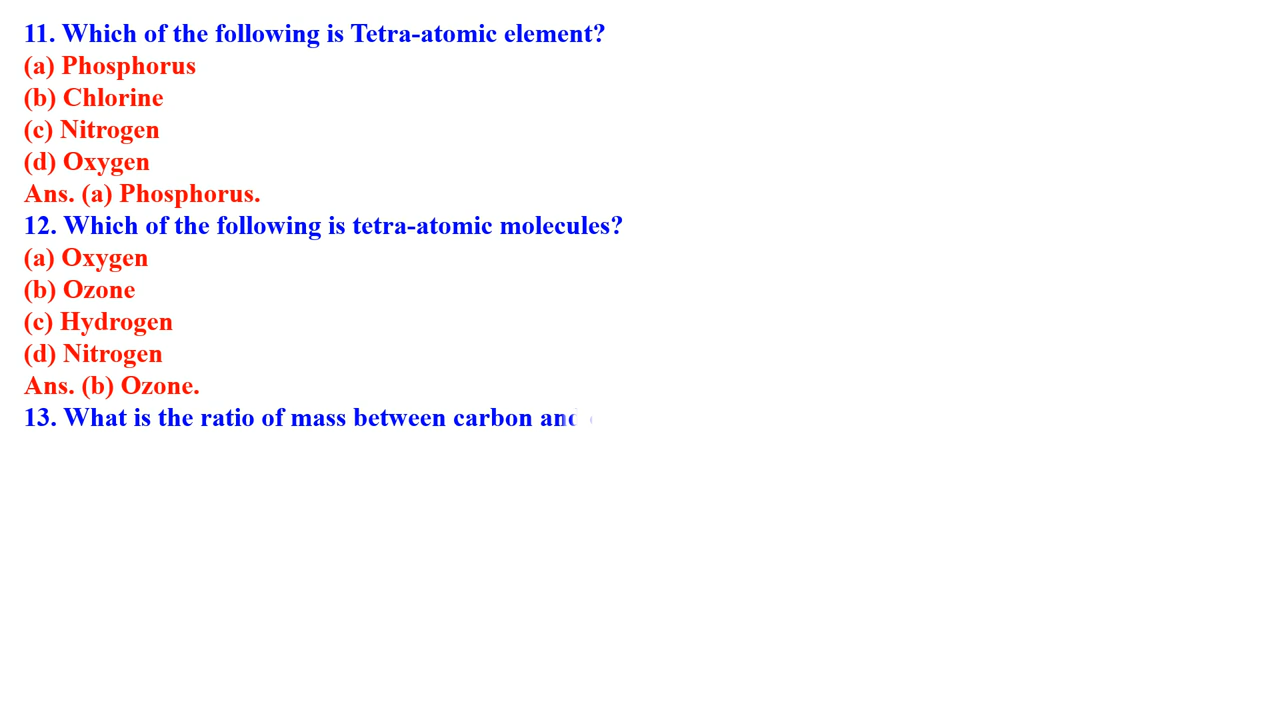 11. Which of the following is Tetra-atomic element?
(a) Phosphorus
(b) Chlorine
(c) Nitrogen
(d) Oxygen
Ans. (a) Phosphorus.
12. Which of the following is tetra-atomic molecules?
(a) Oxygen
(b) Ozone
(c) Hydrogen
(d) Nitrogen
Ans. (b) Ozone.
13. What is the ratio of mass between carbon and